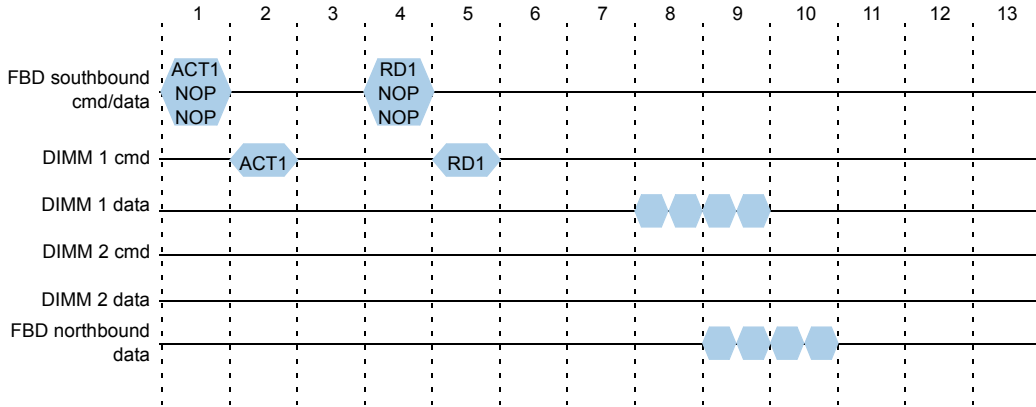 1 2 3 4 5 6 7 8 9 10 11 12 13
FBD southbound
cmd/data
ACT1
NOP
NOP
RD1
NOP
NOP
DIMM 1 cmd
ACT1
RD1
DIMM 1 data
DIMM 2 cmd
DIMM 2 data
FBD northbound
data